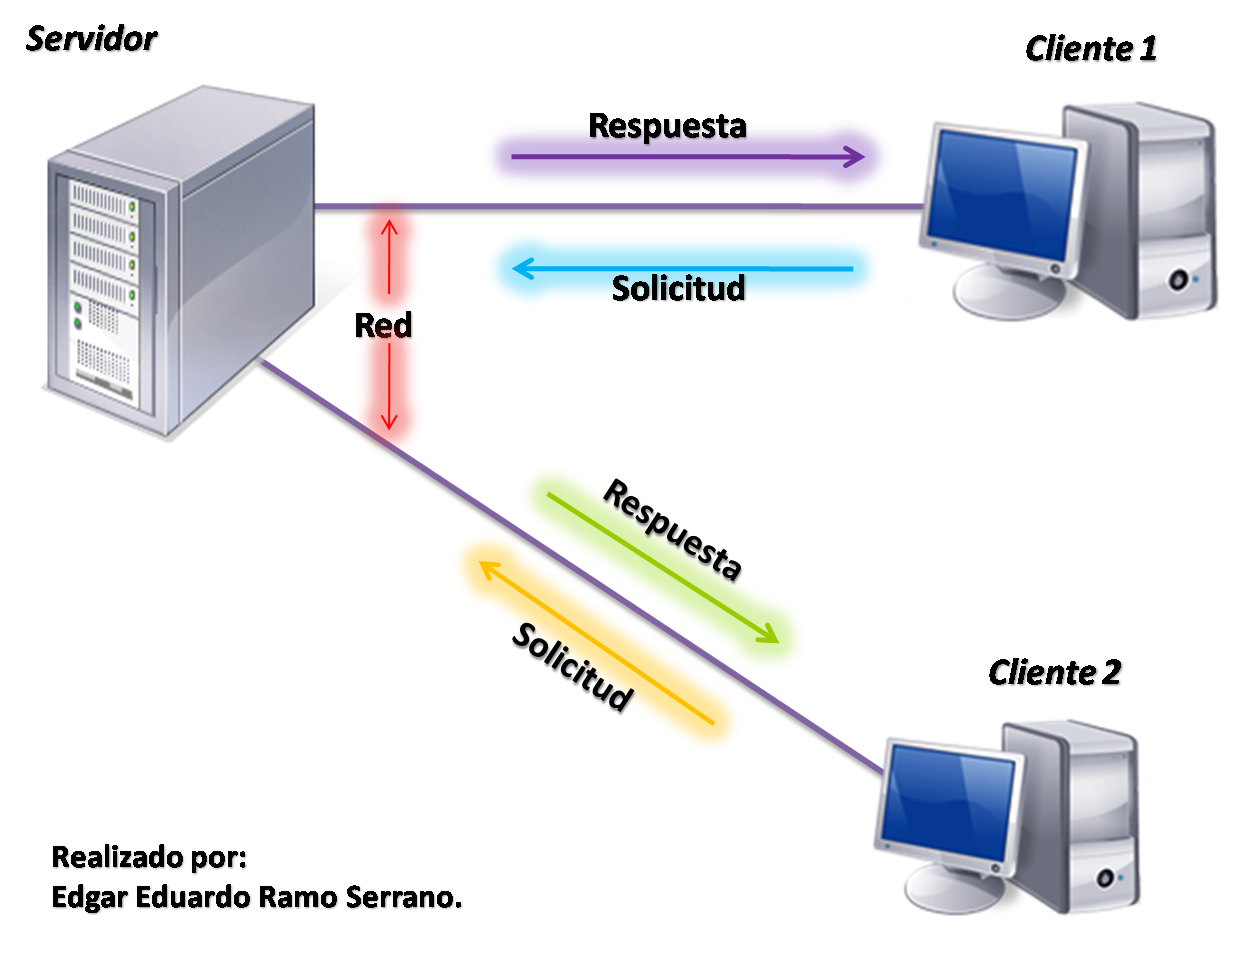 Servidor
Cliente 1
Respuesta
Solicitud
Red
Respuesta
Solicitud
Cliente 2
Realizado por:
Edgar Eduardo Ramo Serrano.